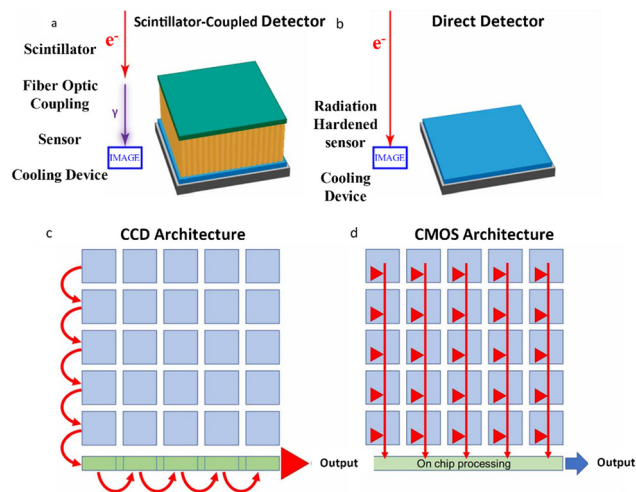 a
Scintillator-Coupled Detector
e-
Scintillator
Fiber Optic
Coupling
γ
Sensor
IMAGE
Cooling Device
b
Direct Detector
e-
Radiation
Hardened
sensor
IMAGE
Cooling
Device
c
CCD Architecture
Output
d
CMOS Architecture
On chip processing
Output